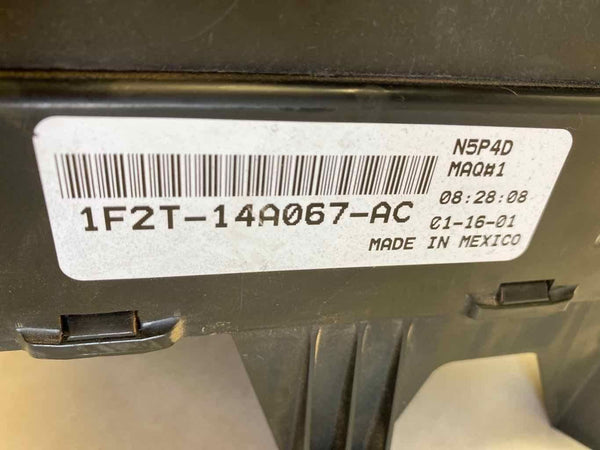 N5P4D
MAQ#1
08:28:08
1F2T-14A067-AC
01-16-01
MADE IN MEXICO